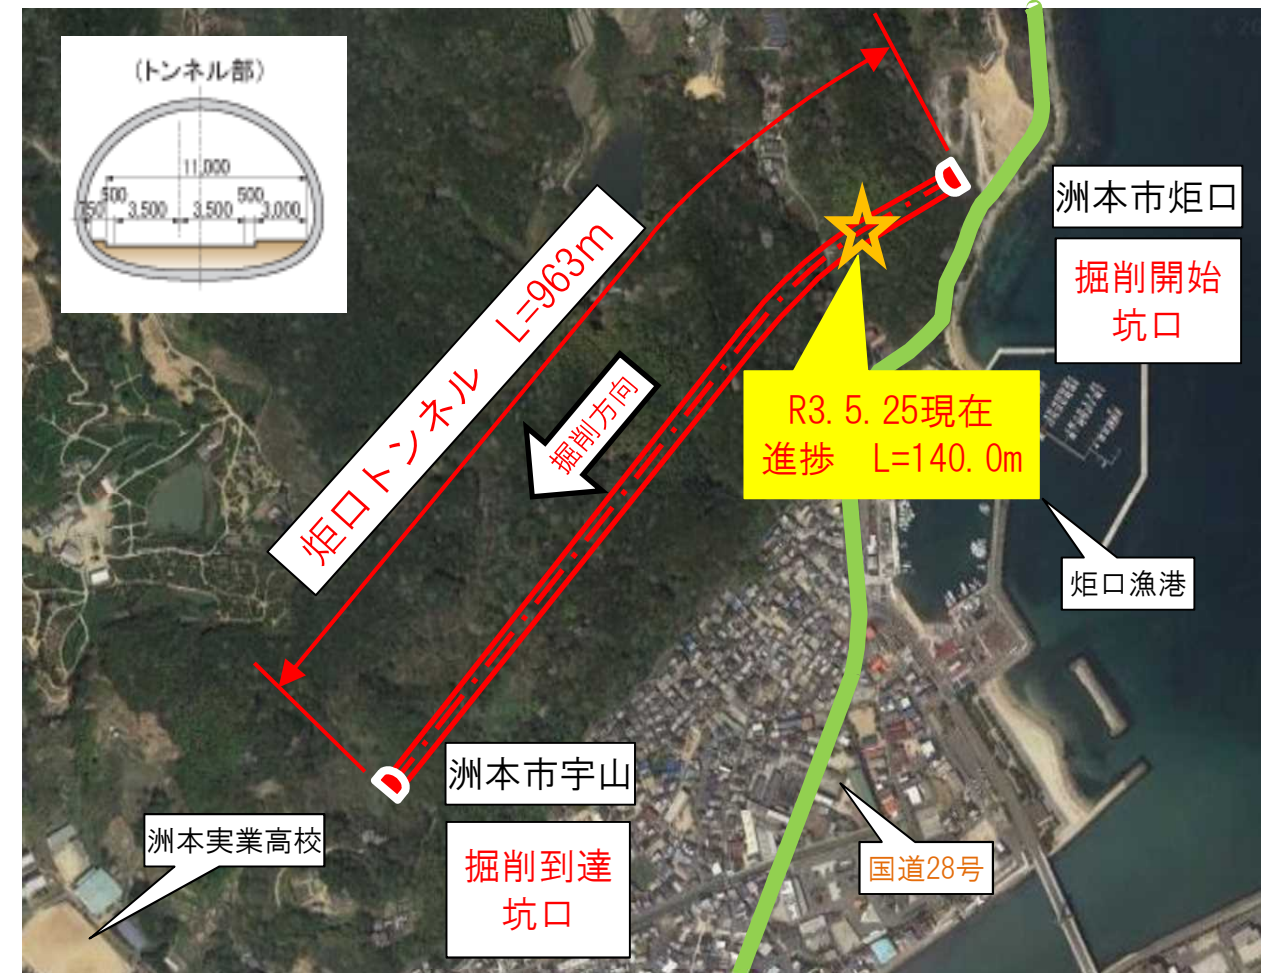 (トンネル部)
11,000
500
500
750
3.500
3.500
3,000
© 20
洲本市炬口
掘削開始
坑口
炬口トンネル L=963m
掘削方向
R3.5.25現在
進捗 L=140.0m
炬口漁港
洲本市宇山
掘削到達
坑口
洲本実業高校
国道28号